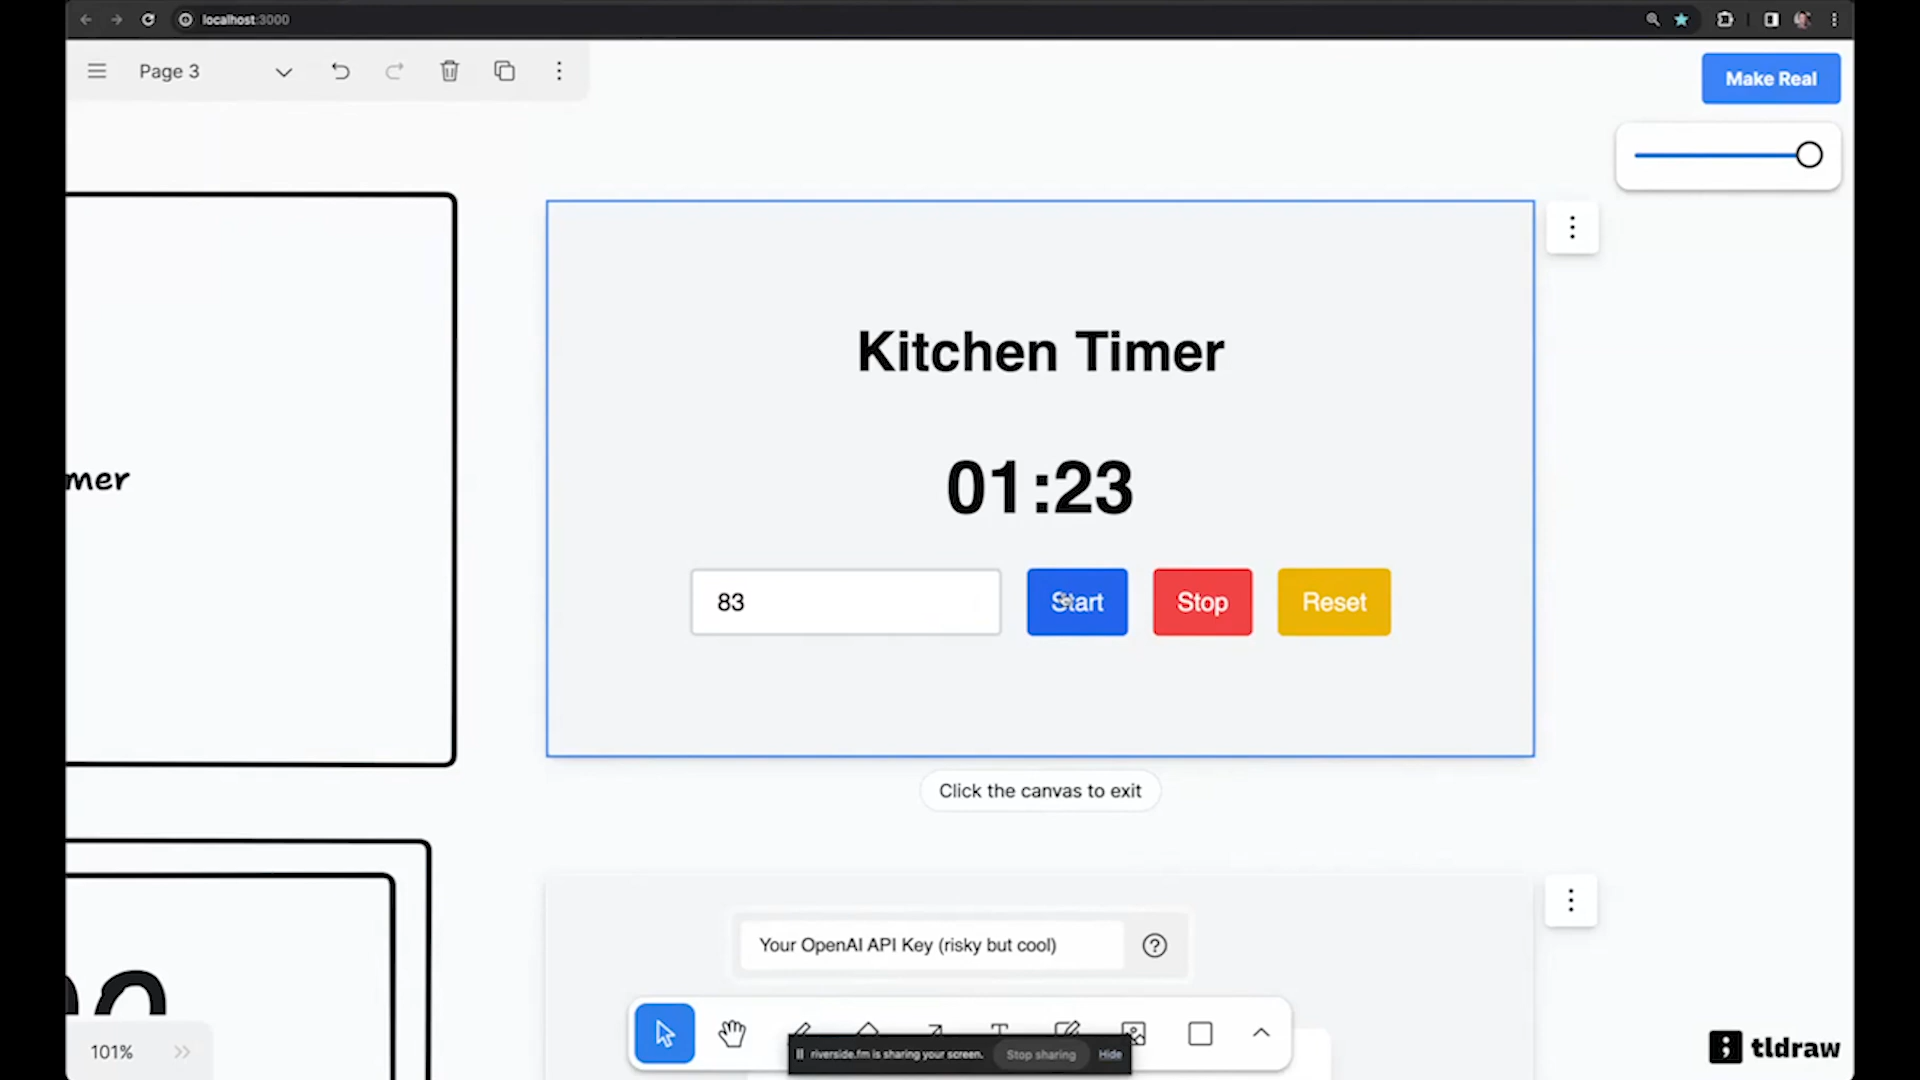 localhost:3000
Page 3
Make Real
Kitchen Timer
01:23
mer
83
Start
Stop
Reset
Click the canvas to exit
Your OpenAI API Key (risky but cool)
101%
riverside.fm is sharing your screen.
Stop sharing
Hide
tldraw